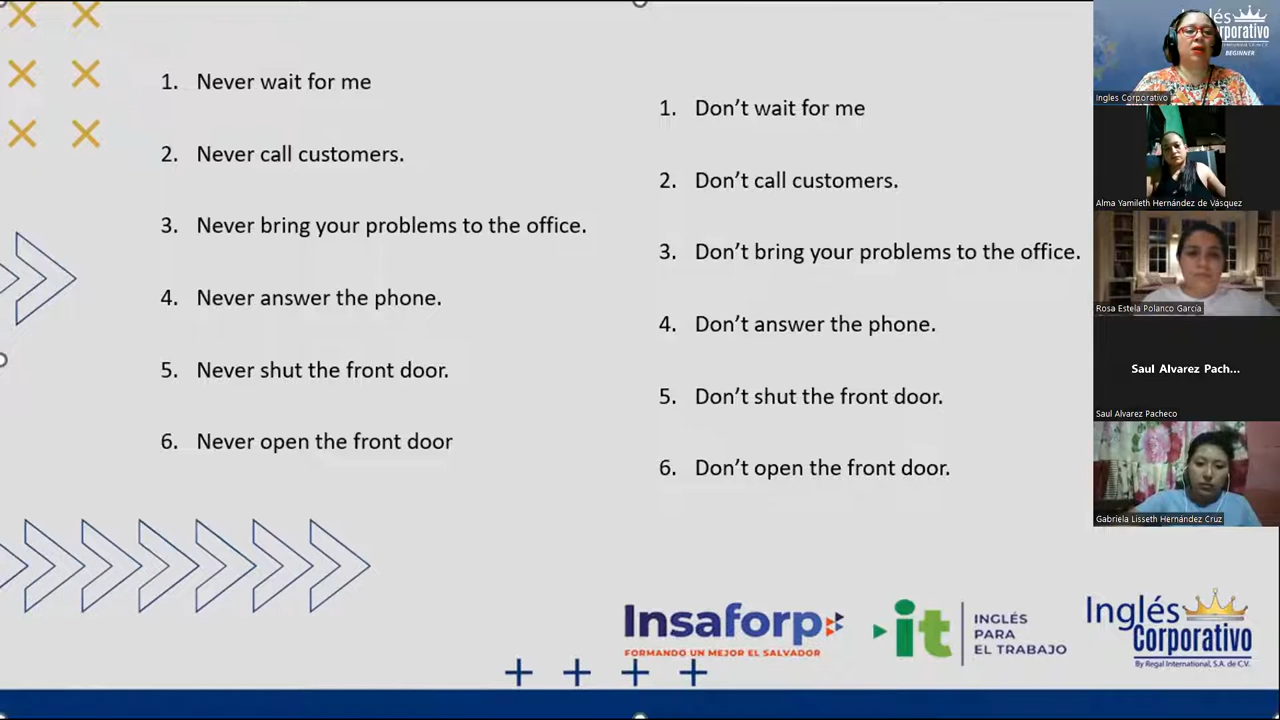 1. Never wait for me
2. Never call customers.
3. Never bring your problems to the office.
4. Never answer the phone.
5. Never shut the front door.
6. Never open the front door
1. Don’t wait for me
2. Don’t call customers.
3. Don’t bring your problems to the office.
4. Don’t answer the phone.
5. Don’t shut the front door.
6. Don’t open the front door.
Inglés Corporativo
BEGINNER
Ingles Corporativo
Alma Yamileth Hernández de Vásquez
Rosa Estela Polanco García
Saul Alvarez Pach...
Saul Alvarez Pacheco
Gabriela Lisseth Hernández Cruz
Insaforp
FORMANDO UN MEJOR EL SALVADOR
it
INGLÉS
PARA
EL TRABAJO
Inglés
Corporativo
By Regal International, S.A. de C.V.